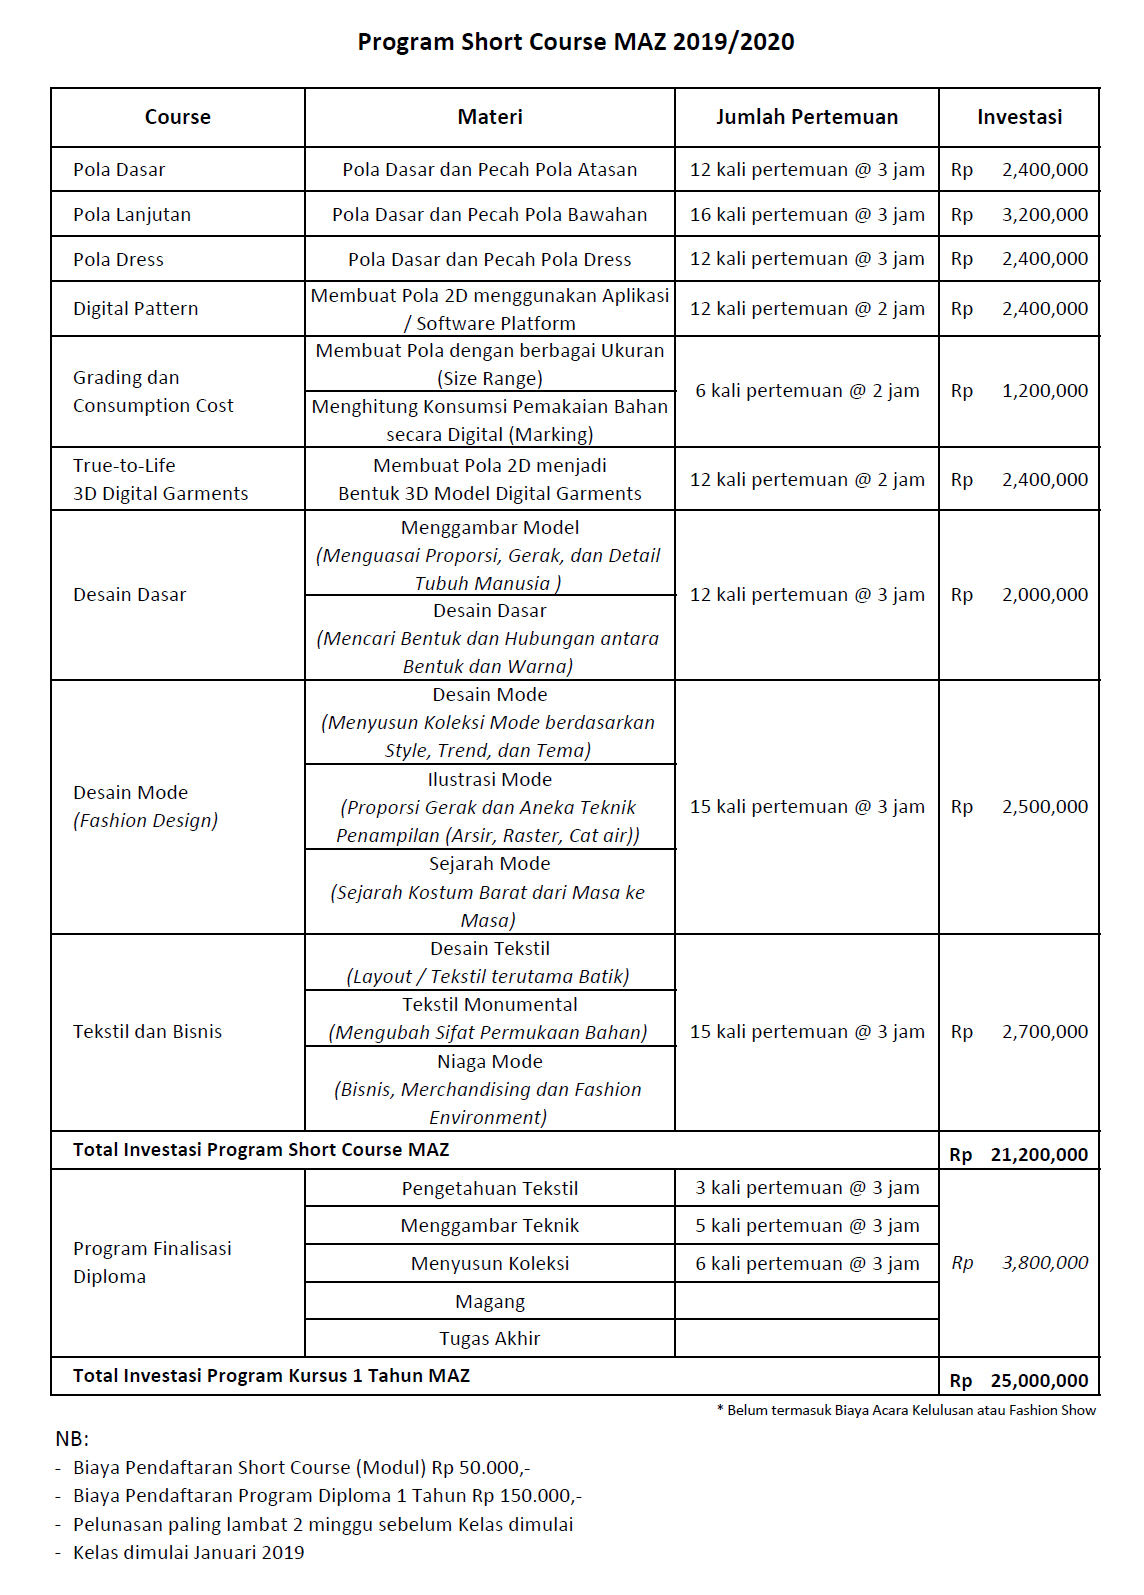 Program Short Course MAZ 2019/2020
Course Materi Jumlah Pertemuan Investasi
Pola Dasar Pola Dasar dan Pecah Pola Atasan 12 kali pertemuan @ 3 jam Rp 2,400,000
Pola Lanjutan Pola Dasar dan Pecah Pola Bawahan 16 kali pertemuan @ 3 jam Rp 3,200,000
Pola Dress Pola Dasar dan Pecah Pola Dress 12 kali pertemuan @ 3 jam Rp 2,400,000
Digital Pattern
Membuat Pola 2D menggunakan Aplikasi
/ Software Platform
12 kali pertemuan @ 2 jam Rp 2,400,000
Grading dan
Consumption Cost
Membuat Pola dengan berbagai Ukuran
(Size Range)
Menghitung Konsumsi Pemakaian Bahan
secara Digital (Marking)
6 kali pertemuan @ 2 jam Rp 1,200,000
True-to-Life
3D Digital Garments
Membuat Pola 2D menjadi
Bentuk 3D Model Digital Garments
12 kali pertemuan @ 2 jam Rp 2,400,000
Desain Dasar
Menggambar Model
(Menguasai Proporsi, Gerak, dan Detail
Tubuh Manusia )
Desain Dasar
(Mencari Bentuk dan Hubungan antara
Bentuk dan Warna)
12 kali pertemuan @ 3 jam Rp 2,000,000
Desain Mode
(Fashion Design)
Desain Mode
(Menyusun Koleksi Mode berdasarkan
Style, Trend, dan Tema)
Ilustrasi Mode
(Proporsi Gerak dan Aneka Teknik
Penampilan (Arsir, Raster, Cat air))
Sejarah Mode
(Sejarah Kostum Barat dari Masa ke
Masa)
15 kali pertemuan @ 3 jam Rp 2,500,000
Tekstil dan Bisnis
Desain Tekstil
(Layout / Tekstil terutama Batik)
Tekstil Monumental
(Mengubah Sifat Permukaan Bahan)
Niaga Mode
(Bisnis, Merchandising dan Fashion
Environment)
15 kali pertemuan @ 3 jam Rp 2,700,000
Total Investasi Program Short Course MAZ Rp 21,200,000
Program Finalisasi
Diploma
Pengetahuan Tekstil 3 kali pertemuan @ 3 jam
Menggambar Teknik 5 kali pertemuan @ 3 jam
Menyusun Koleksi 6 kali pertemuan @ 3 jam
Magang
Tugas Akhir
Rp 3,800,000
Total Investasi Program Kursus 1 Tahun MAZ Rp 25,000,000
* Belum termasuk Biaya Acara Kelulusan atau Fashion Show
NB:
- Biaya Pendaftaran Short Course (Modul) Rp 50.000,-
- Biaya Pendaftaran Program Diploma 1 Tahun Rp 150.000,-
- Pelunasan paling lambat 2 minggu sebelum Kelas dimulai
- Kelas dimulai Januari 2019